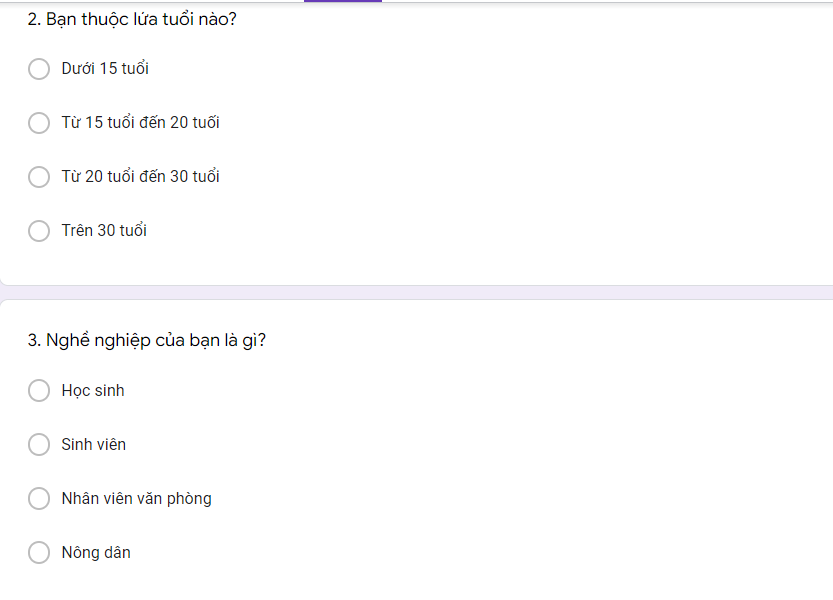 2. Bạn thuộc lứa tuổi nào?
Dưới 15 tuổi
Từ 15 tuổi đến 20 tuổi
Từ 20 tuổi đến 30 tuổi
Trên 30 tuổi
3. Nghề nghiệp của bạn là gì?
Học sinh
Sinh viên
Nhân viên văn phòng
Nông dân